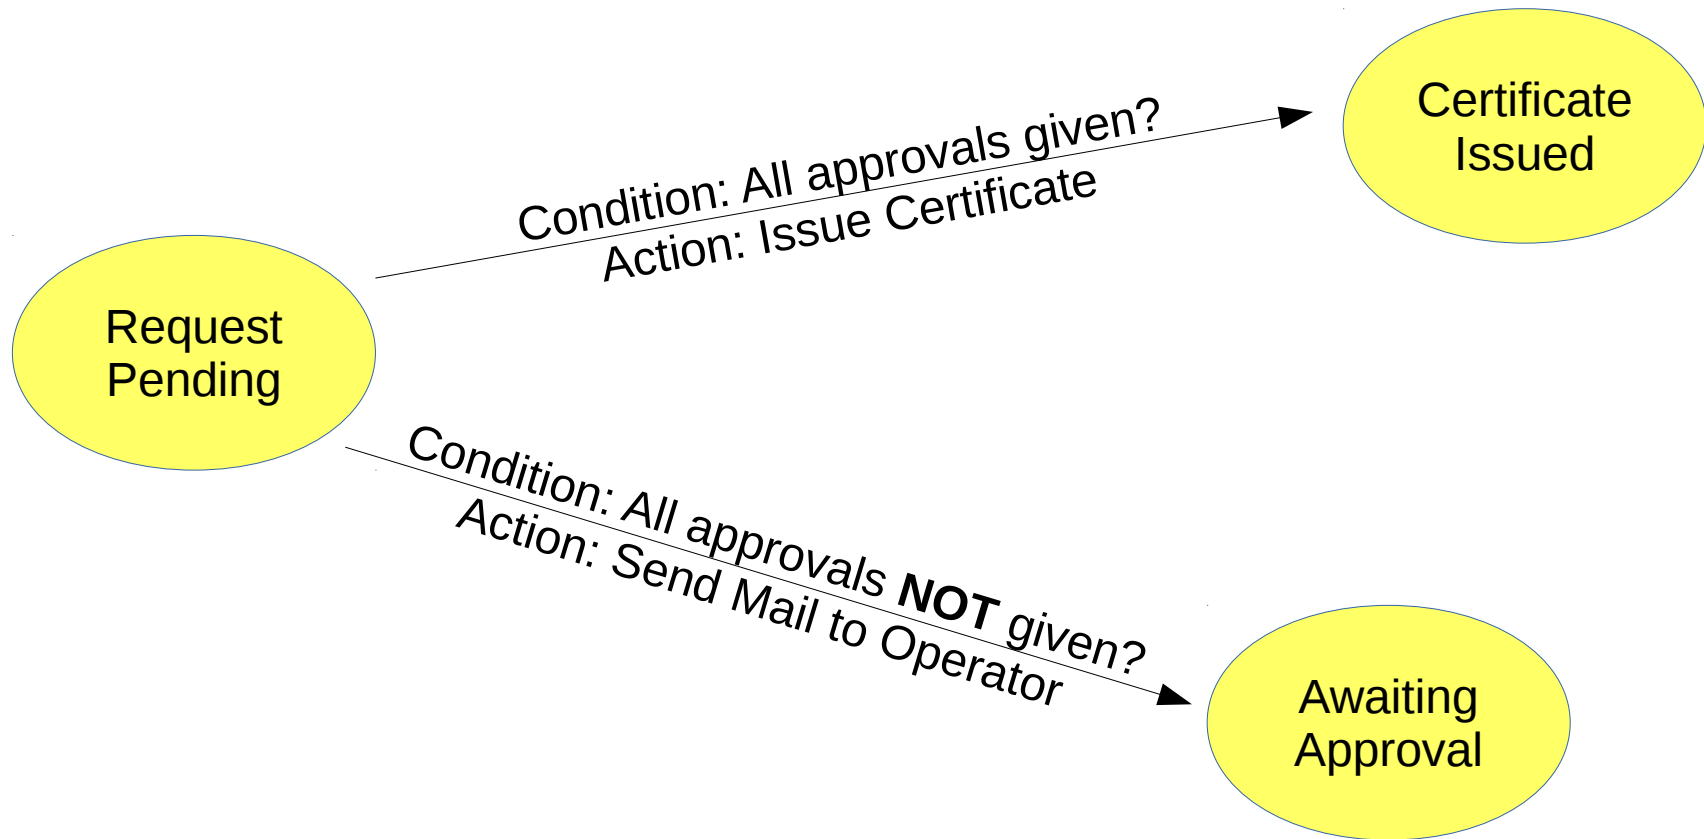 Certificate
Issued
Condition: All approvals given?
Action: Issue Certificate
Request
Pending
Condition: All approvals NOT given?
Action: Send Mail to Operator
Awaiting
Approval